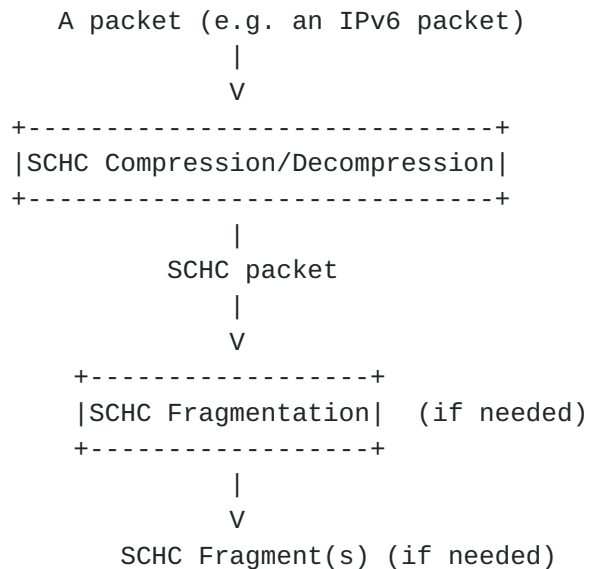 A packet (e.g. an IPv6 packet)
|
V
+------------------------------+
|SCHC Compression/Decompression|
+------------------------------+
|
SCHC packet
|
V
+------------------+
|SCHC Fragmentation|  (if needed)
+------------------+
|
V
SCHC Fragment(s) (if needed)